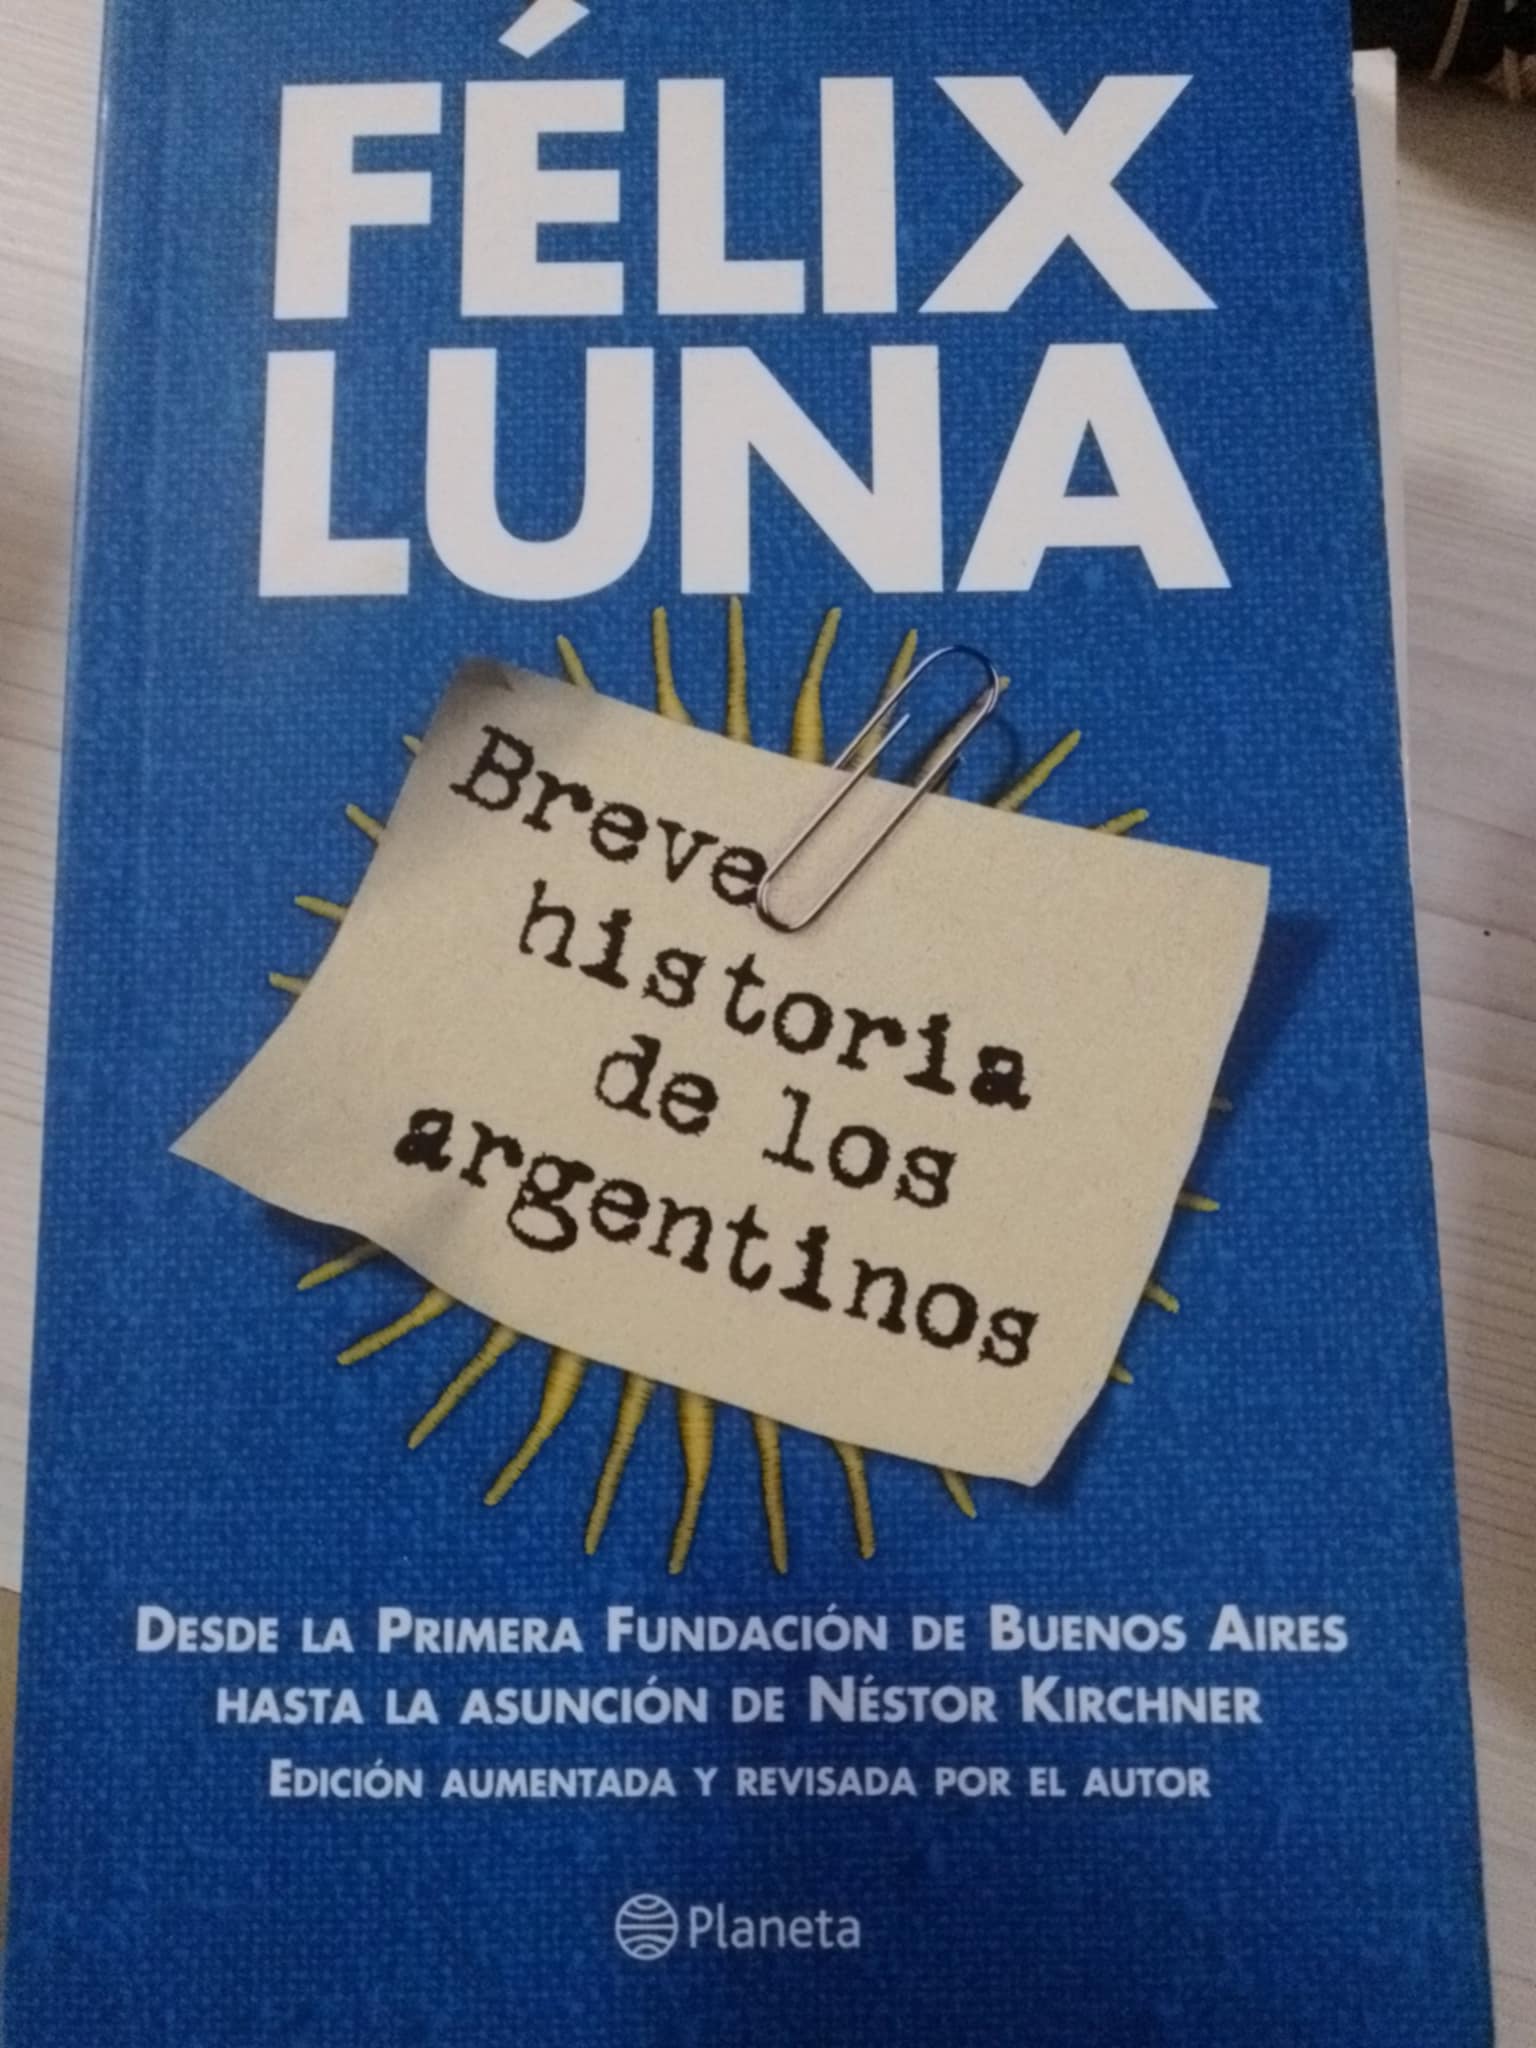 FÉLIX
LUNA
Breve
historia
de los
argentinos
DESDE LA PRIMERA FUNDACIÓN DE BUENOS AIRES
HASTA LA ASUNCIÓN DE NÉSTOR KIRCHNER
EDICIÓN AUMENTADA Y REVISADA POR EL AUTOR
Planeta